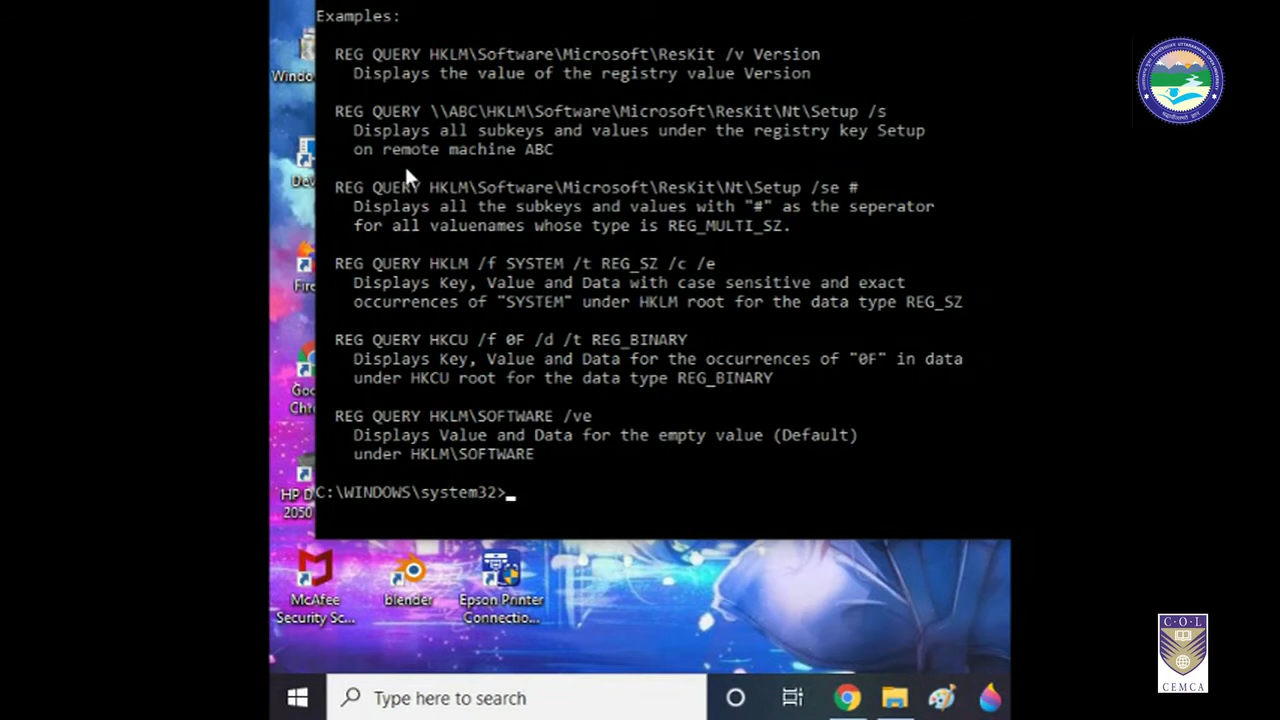 Examples:
REG QUERY HKLM\Software\Microsoft\ResKit /v Version
Displays the value of the registry value Version
REG QUERY \\ABC\HKLM\Software\Microsoft\ResKit\Nt\Setup /s
Displays all subkeys and values under the registry key Setup
on remote machine ABC
REG QUERY HKLM\Software\Microsoft\ResKit\Nt\Setup /se #
Displays all the subkeys and values with "#" as the seperator
for all valuenames whose type is REG_MULTI_SZ.
REG QUERY HKLM /f SYSTEM /t REG_SZ /c /e
Displays Key, Value and Data with case sensitive and exact
occurrences of "SYSTEM" under HKLM root for the data type REG_SZ
REG QUERY HKCU /f 0F /d /t REG_BINARY
Displays Key, Value and Data for the occurrences of "0F" in data
under HKCU root for the data type REG_BINARY
REG QUERY HKLM\SOFTWARE /ve
Displays Value and Data for the empty value (Default)
under HKLM\SOFTWARE
C:\WINDOWS\system32>
Windo
Dev
Fire
Goo
Chr
HP D
2050
McAfee
Security Sc...
blender
Epson Printer
Connectio...
Type here to search
C·O·L
CEMCA